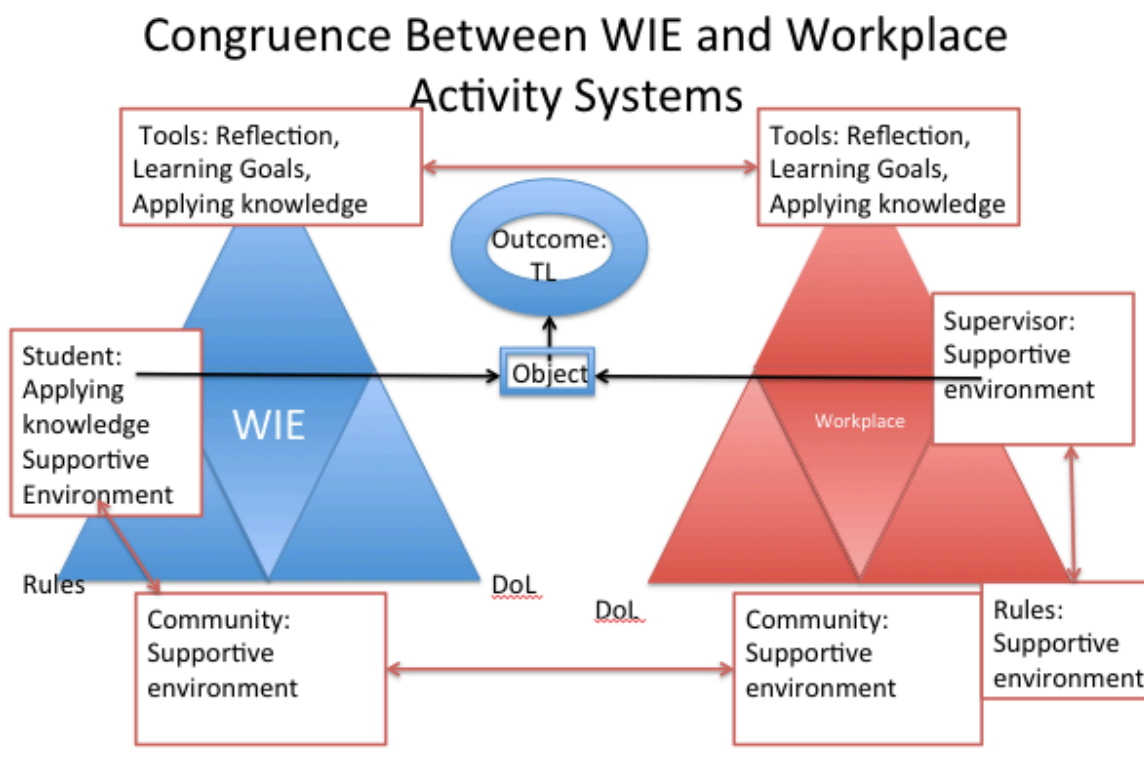 Congruence Between WIE and Workplace
Activity Systems
Tools: Reflection,
Learning Goals,
Applying knowledge
Tools: Reflection,
Learning Goals,
Applying knowledge
Outcome:
TL
Student:
Applying
knowledge
Supportive
Environment
WIE
Object
Workplace
Supervisor:
Supportive
environment
Rules
DoL
DoL
Community:
Supportive
environment
Community:
Supportive
environment
Rules:
Supportive
environment